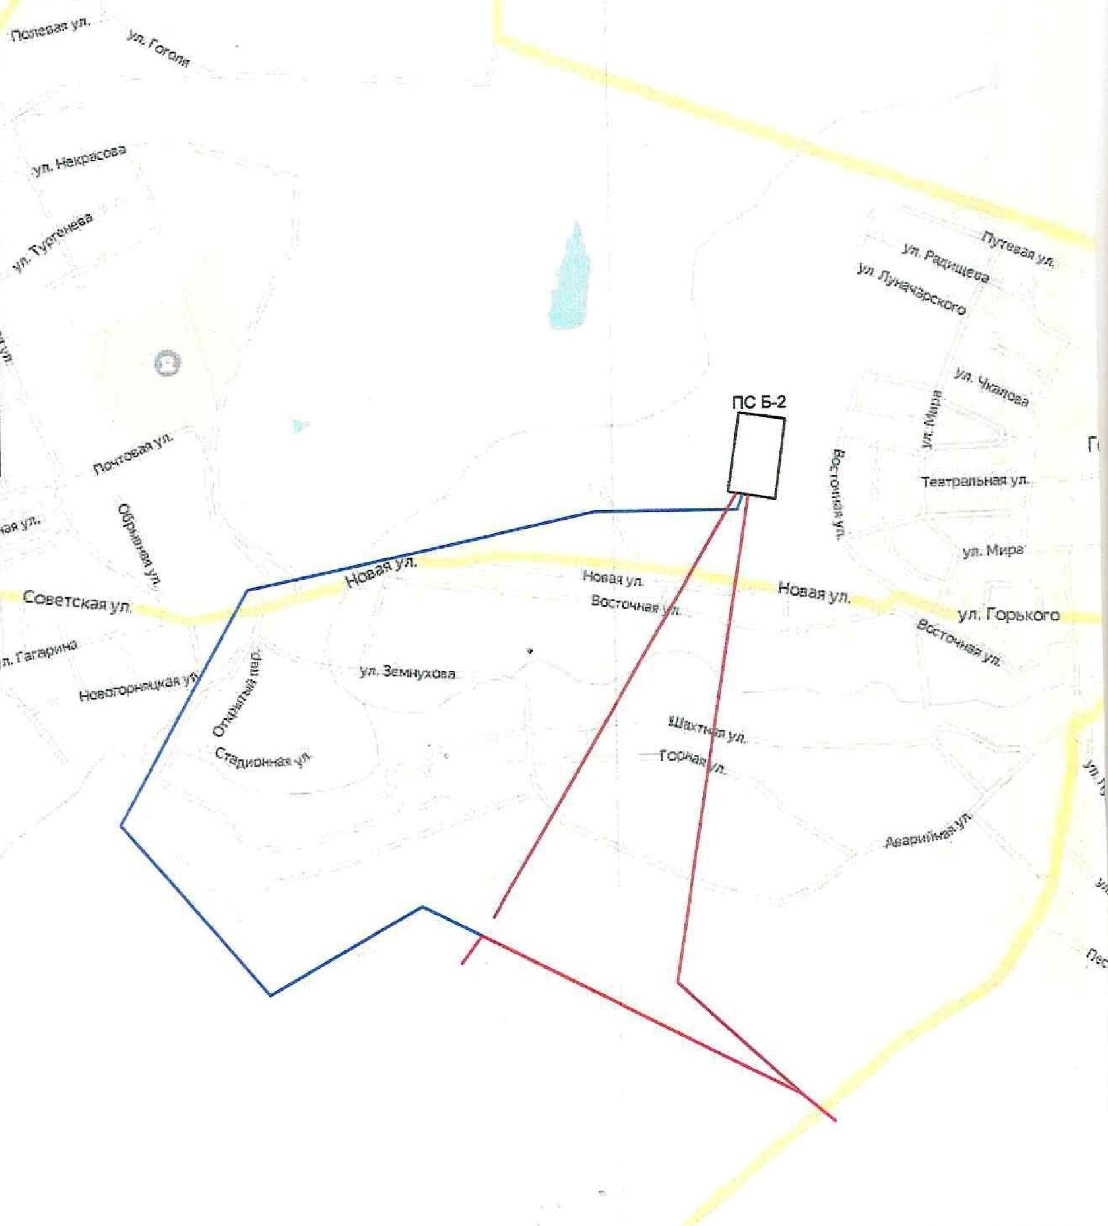 Полевая ул.
ул. Гоголя
ул. Некрасова
ул. Тургенева
Путевая ул.
ул. Радищева
ул. Луначарского
ул. Чкалова
ПС Б-2
ул. Мира
Почтовая ул.
Восточная ул.
Театральная ул.
Обрывная ул.
ул. Мира
Новая ул.
Новая ул.
Новая ул.
Советская ул.
Восточная ул.
ул. Горького
Восточная ул.
ул. Гагарина
Открытый пер.
ул. Земнухова
Новогорняцкая ул.
Шахтная ул.
Стадионная ул.
Горная ул.
Аварийная ул.